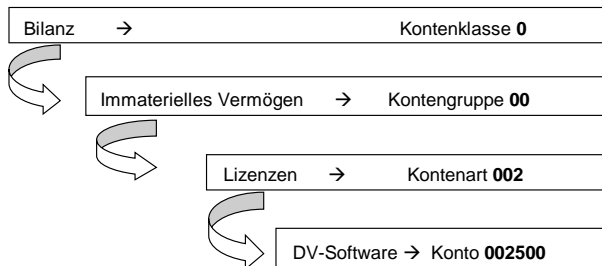 Bilanz → Kontenklasse 0
Immaterielles Vermögen → Kontengruppe 00
Lizenzen → Kontenart 002
DV-Software → Konto 002500